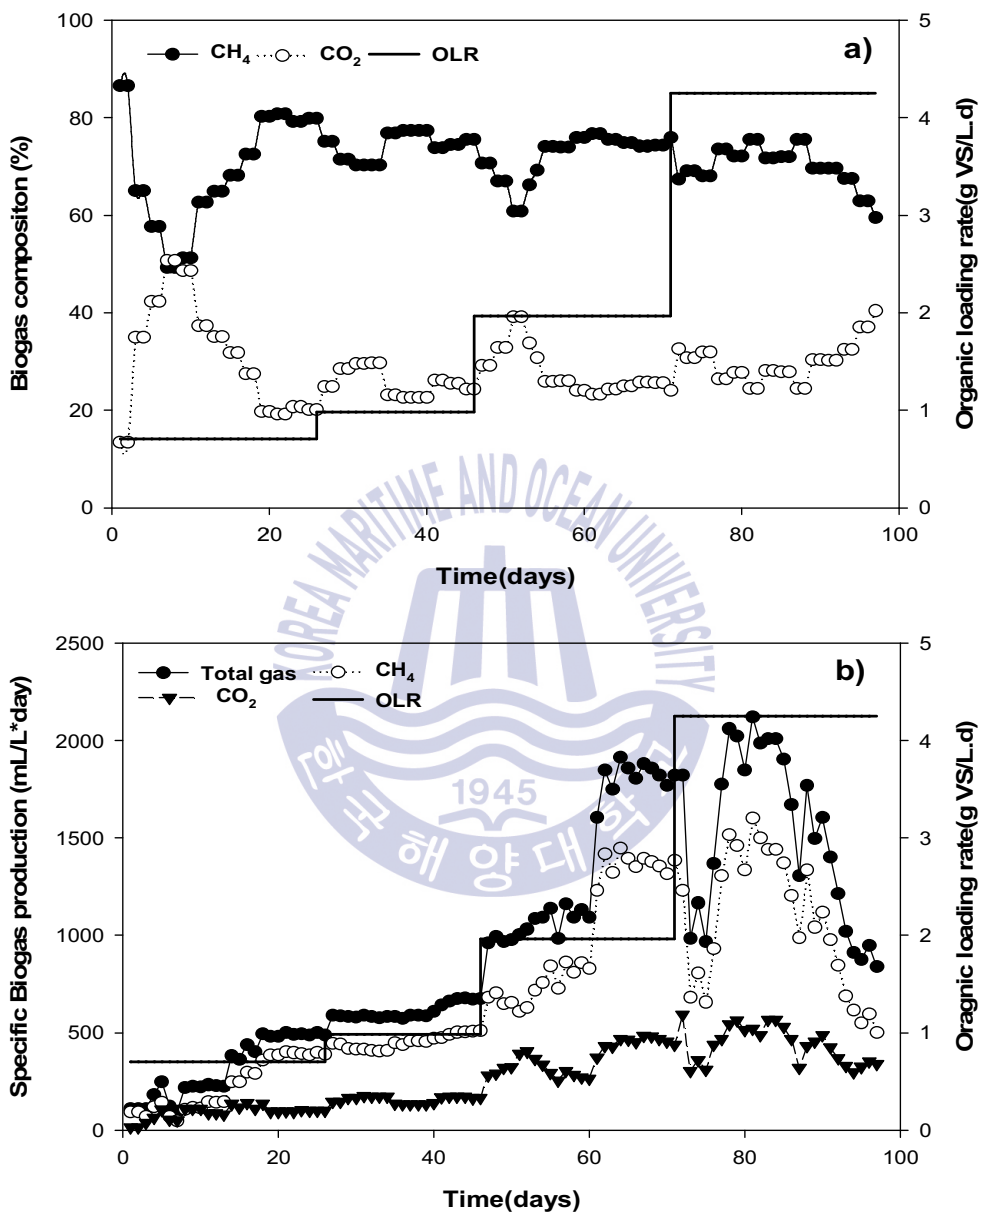 CH4 CO2 OLR a)
100
80
60
40
20
0
5
4
3
2
1
0
Biogas compositon (%)
Organic loading rate(g VS/L.d)
0 20 40 60 80 100
Time(days)
KOREA MARITIME AND OCEAN UNIVERSITY
1945
한국해양대학교
Total gas CH4 b)
CO2 OLR
2500
2000
1500
1000
500
0
5
4
3
2
1
0
Specific Biogas production (mL/L*day)
Oragnic loading rate(g VS/L.d)
0 20 40 60 80 100
Time(days)